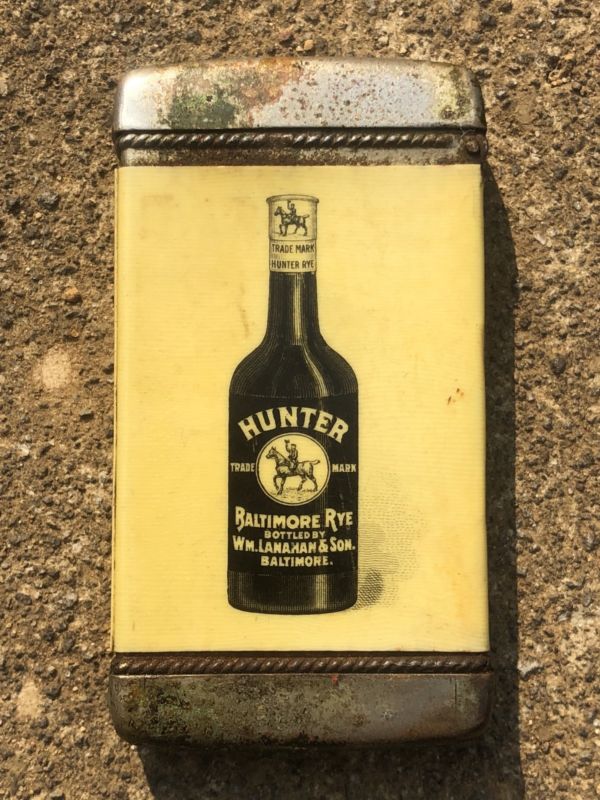 TRADE MARK
HUNTER RYE
HUNTER
TRADE MARK
BALTIMORE RYE
BOTTLED BY
WM. LANAHAN & SON.
BALTIMORE.